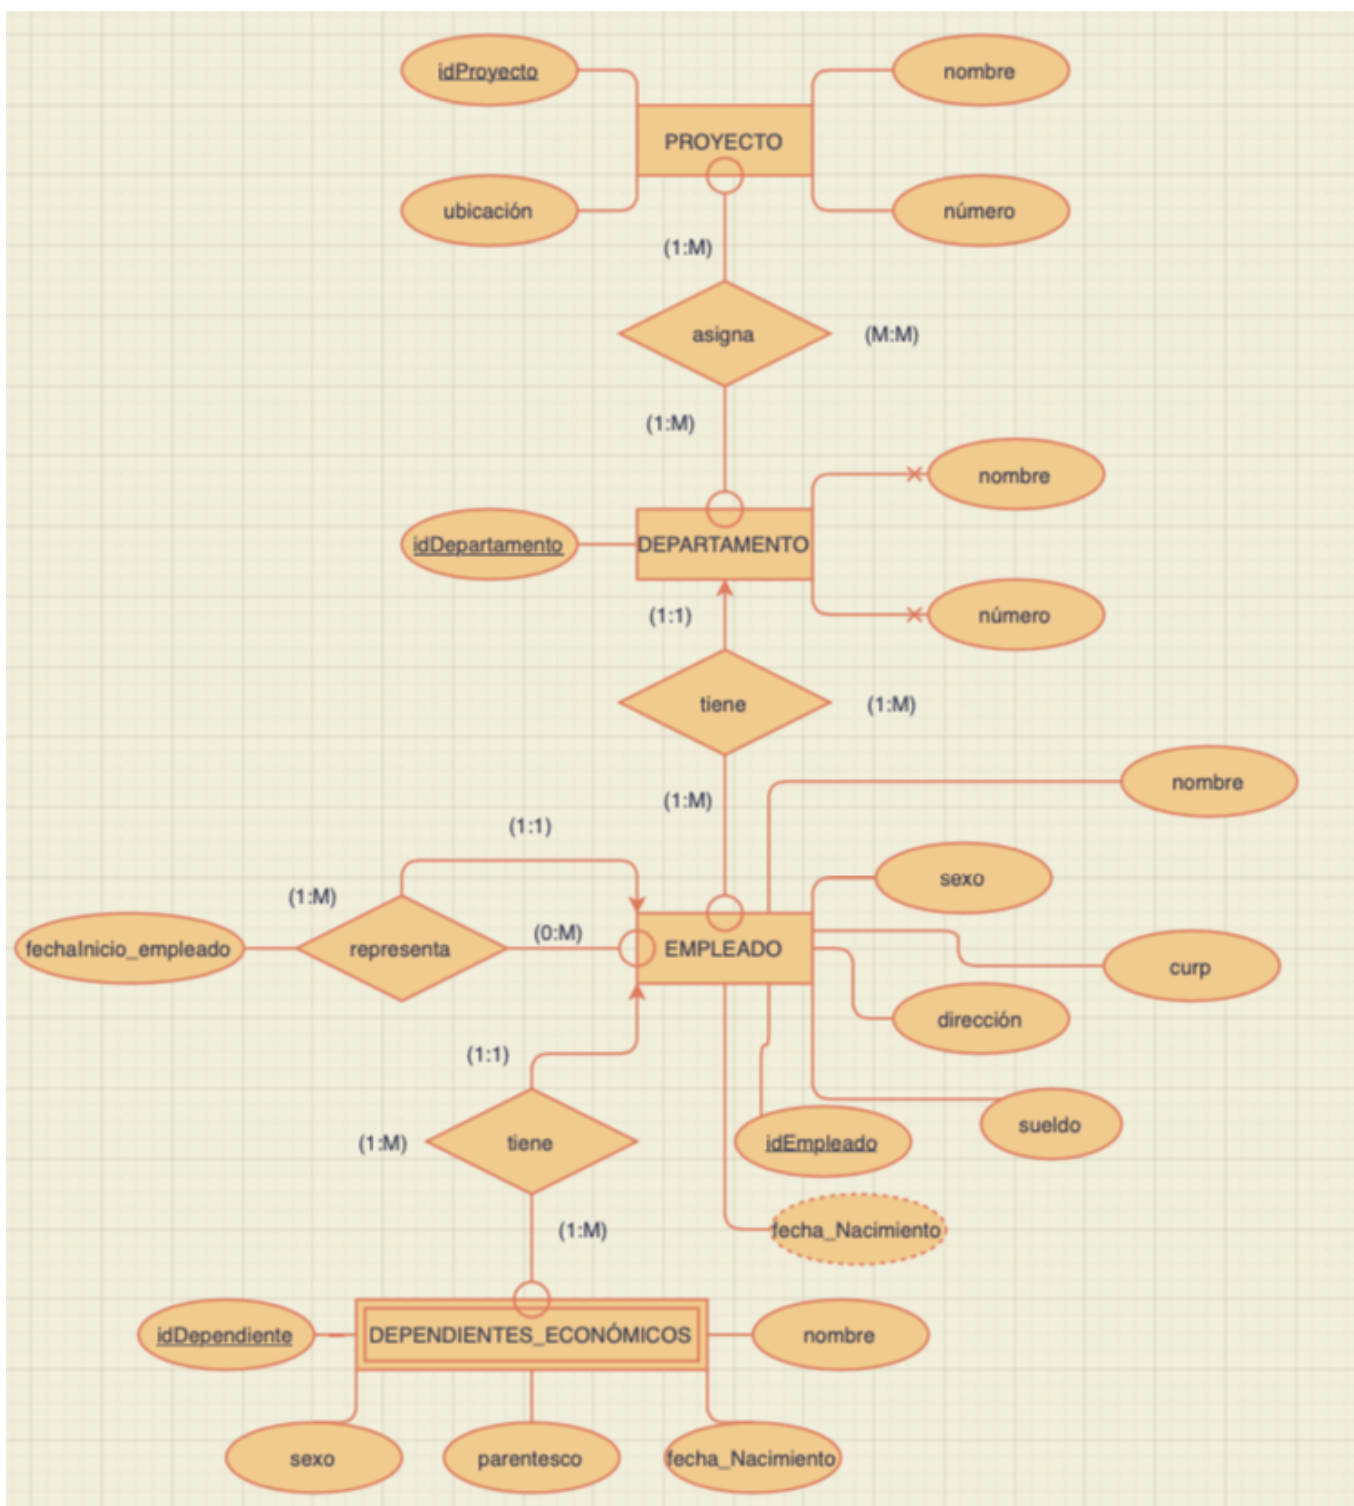 idProyecto
nombre
PROYECTO
ubicación
número
(1:M)
asigna
(M:M)
(1:M)
nombre
idDepartamento
DEPARTAMENTO
número
(1:1)
tiene
(1:M)
(1:M)
nombre
(1:1)
sexo
(1:M)
fechaInicio_empleado
representa
(0:M)
EMPLEADO
curp
dirección
(1:1)
sueldo
(1:M)
tiene
idEmpleado
(1:M)
fecha_Nacimiento
idDependiente
DEPENDIENTES_ECONÓMICOS
nombre
sexo
parentesco
fecha_Nacimiento